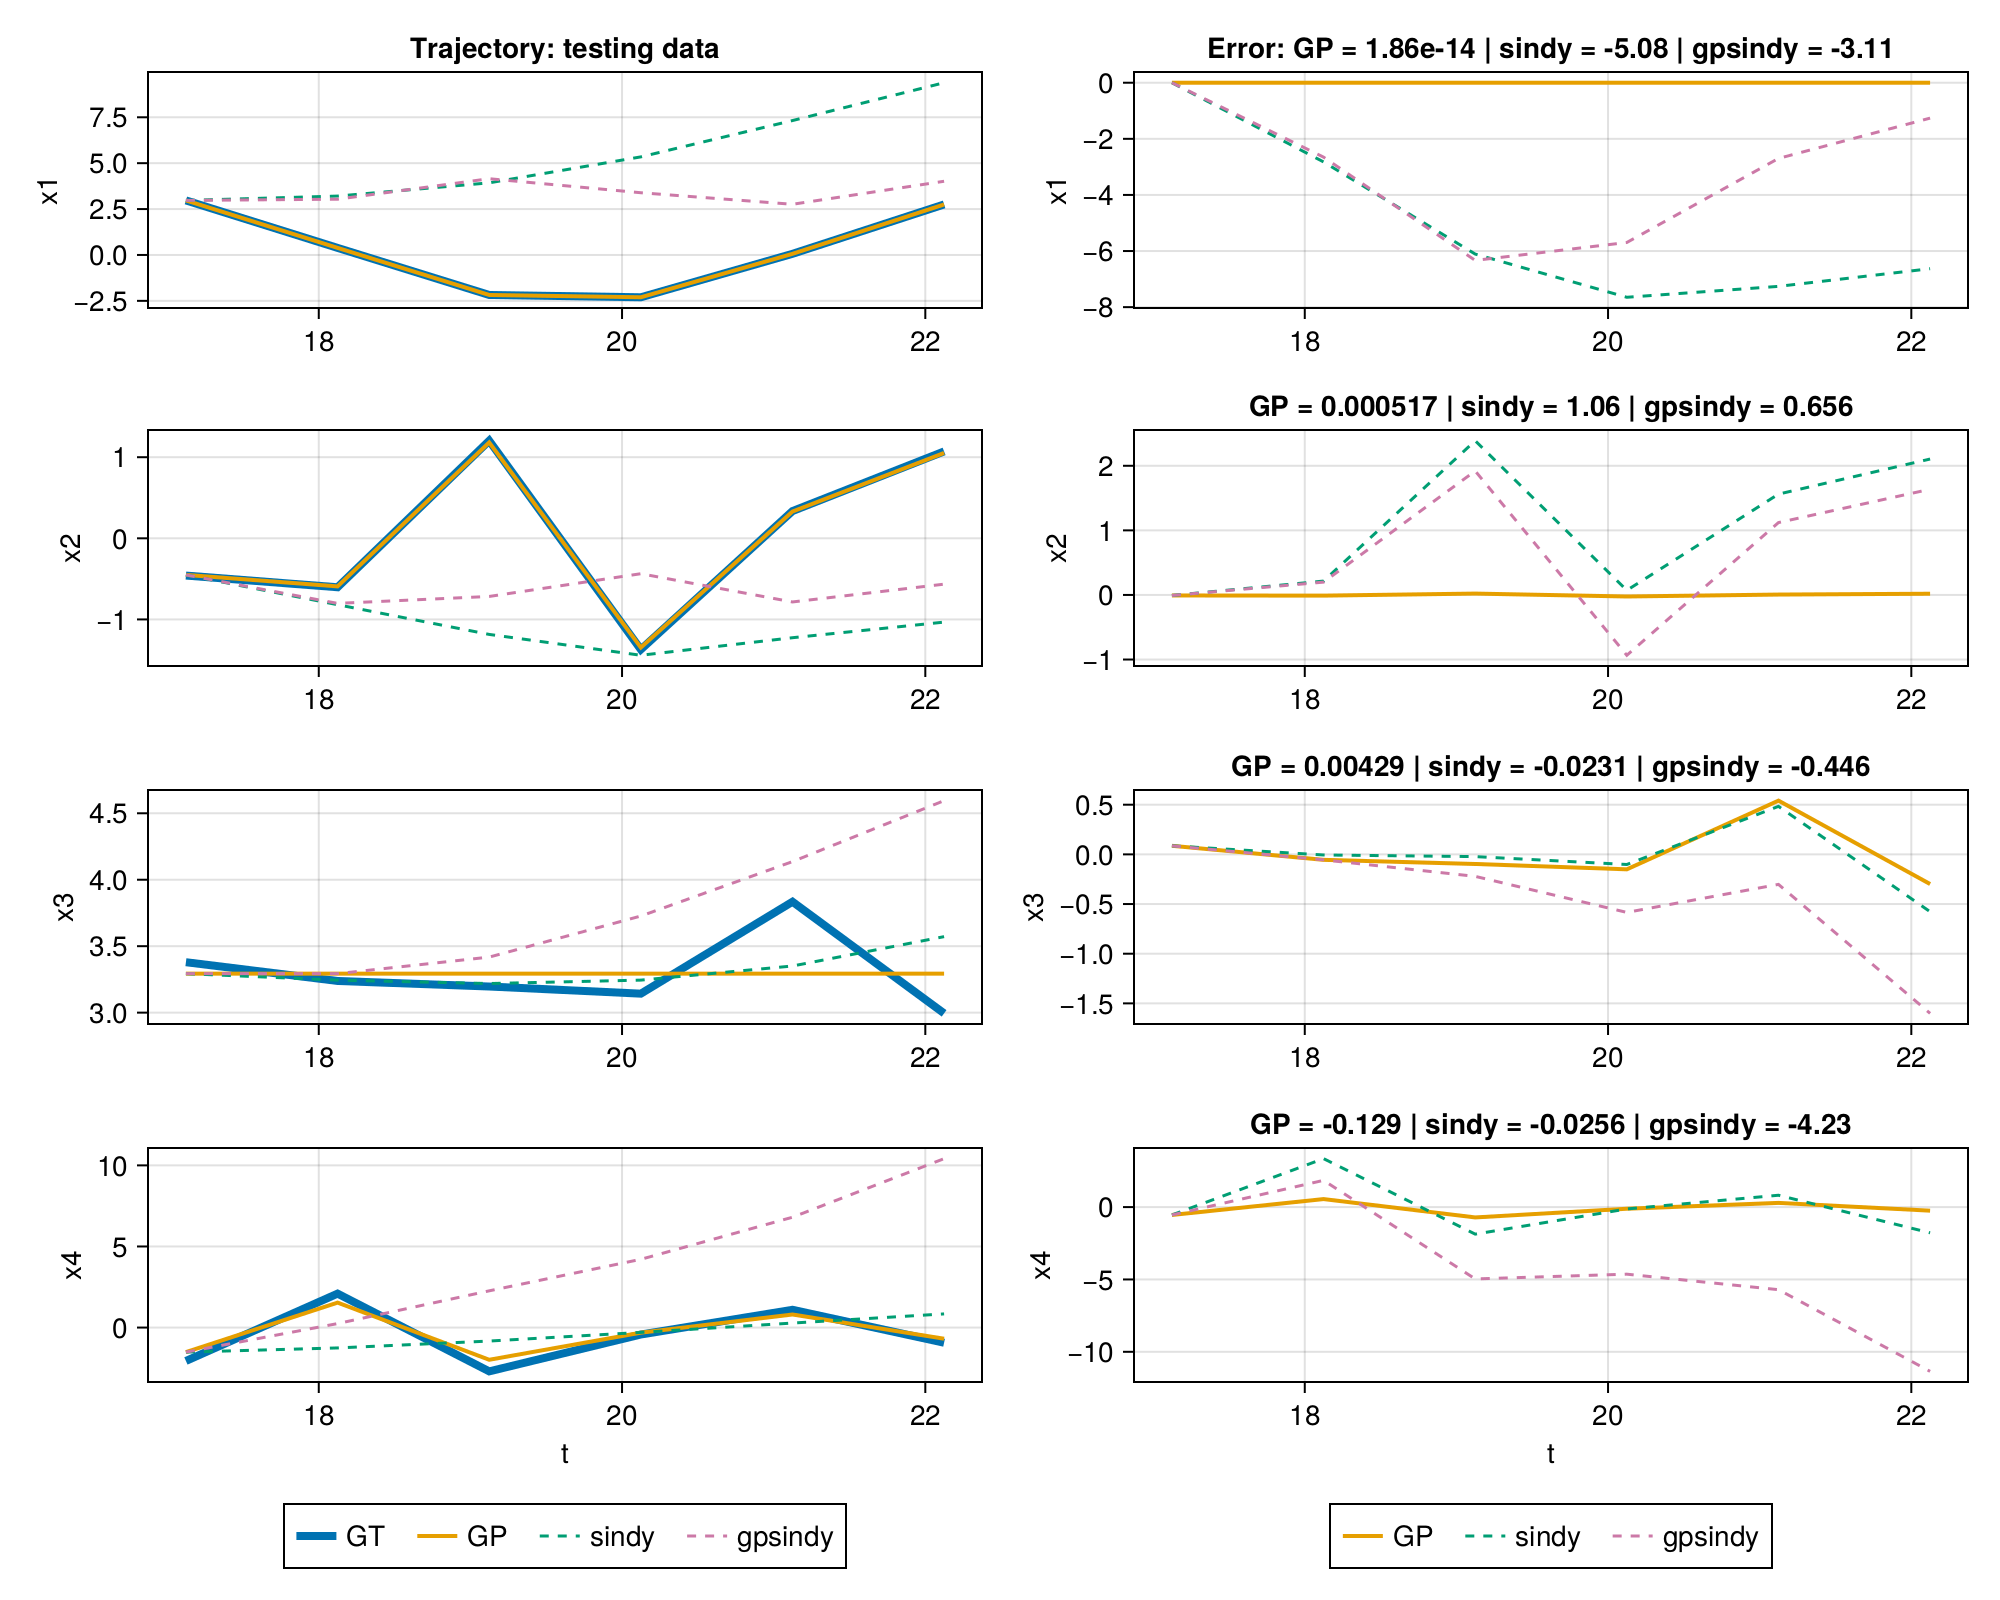 Trajectory: testing data
x1
7.5
5.0
2.5
0.0
−2.5
18 20 22
Error: GP = 1.86e-14 | sindy = -5.08 | gpsindy = -3.11
x1
0
−2
−4
−6
−8
18 20 22
x2
1
0
−1
18 20 22
GP = 0.000517 | sindy = 1.06 | gpsindy = 0.656
x2
2
1
0
−1
18 20 22
x3
4.5
4.0
3.5
3.0
18 20 22
GP = 0.00429 | sindy = -0.0231 | gpsindy = -0.446
x3
0.5
0.0
−0.5
−1.0
−1.5
18 20 22
x4
10
5
0
18 20 22
t
GP = -0.129 | sindy = -0.0256 | gpsindy = -4.23
x4
0
−5
−10
18 20 22
t
GT GP sindy gpsindy
GP sindy gpsindy